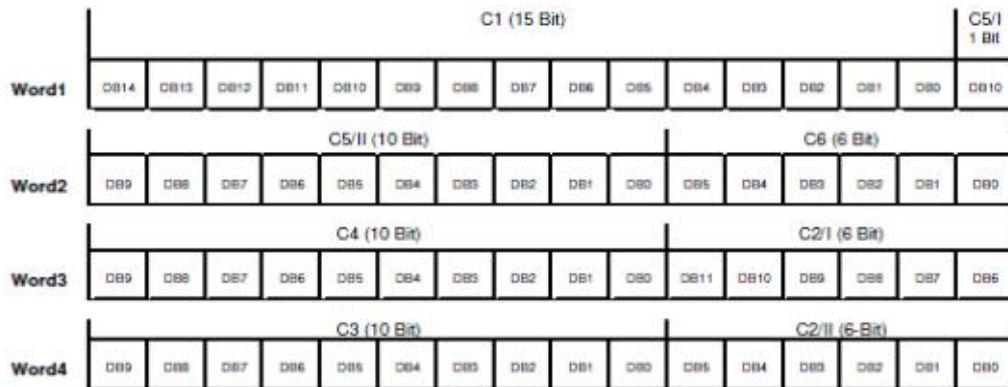 C1 (15 Bit) C5/I
1 Bit
Word1 DB14 DB13 DB12 DB11 DB10 DB9 DB8 DB7 DB6 DB5 DB4 DB3 DB2 DB1 DB0 DB10
C5/II (10 Bit) C6 (6 Bit)
Word2 DB9 DB8 DB7 DB6 DB5 DB4 DB3 DB2 DB1 DB0 DB5 DB4 DB3 DB2 DB1 DB0
C4 (10 Bit) C2/I (6 Bit)
Word3 DB9 DB8 DB7 DB6 DB5 DB4 DB3 DB2 DB1 DB0 DB11 DB10 DB9 DB8 DB7 DB6
C3 (10 Bit) C2/II (6-Bit)
Word4 DB9 DB8 DB7 DB6 DB5 DB4 DB3 DB2 DB1 DB0 DB5 DB4 DB3 DB2 DB1 DB0